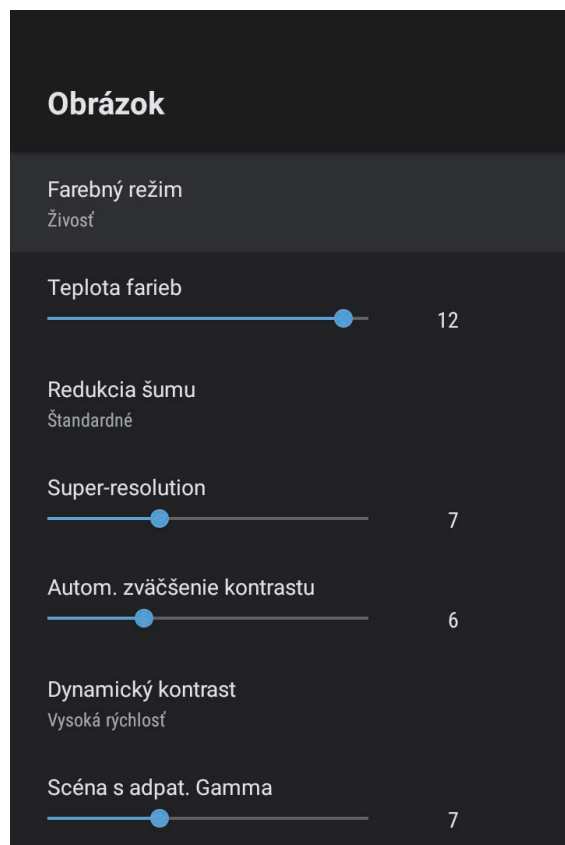 Obrázok
Farebný režim
Živosť
Teplota farieb
12
Redukcia šumu
Štandardné
Super-resolution
7
Autom. zväčšenie kontrastu
6
Dynamický kontrast
Vysoká rýchlosť
Scéna s adpat. Gamma
7